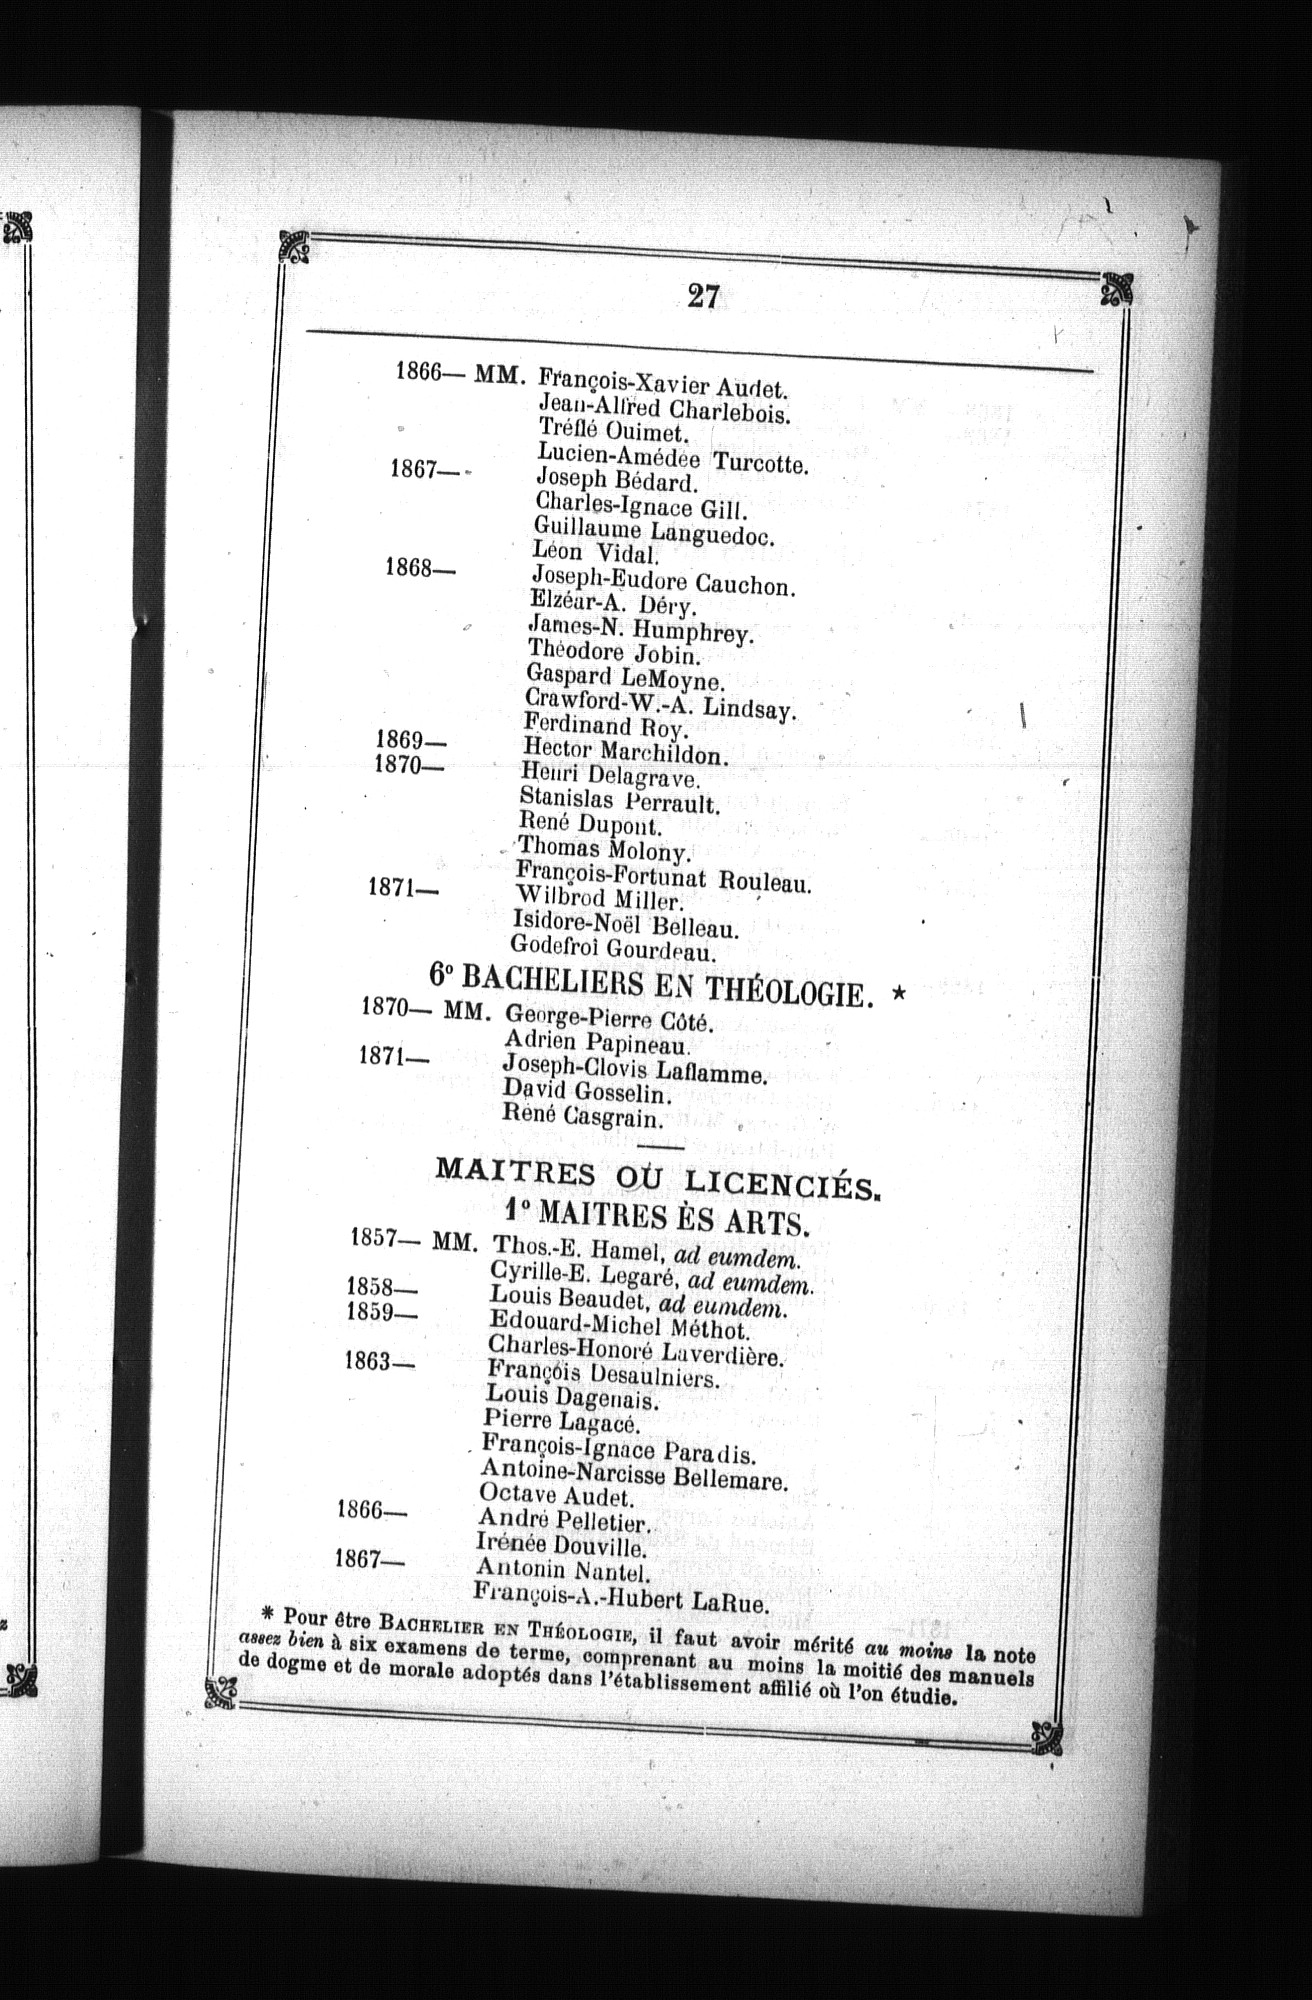 27
1866— MM. François-Xavier Audet.
Jean-Alfred Charlebois.
Tréflé Ouimet.
Lucien-Amédée Turcotte.
1867— Joseph Bédard.
Charles-Ignace Gill.
Guillaume Languedoc.
Léon Vidal.
1868— Joseph-Eudore Cauchon.
Elzéar-A. Déry.
James-N. Humphrey.
Théodore Jobin.
Gaspard LeMoyne.
Crawford-W.-A. Lindsay.
Ferdinand Roy.
1869— Hector Marchildon.
1870— Henri Delagrave.
Stanislas Perrault.
René Dupont.
Thomas Molony.
François-Fortunat Rouleau.
1871— Wilbrod Miller.
Isidore-Noël Belleau.
Godefroi Gourdeau.
6º BACHELIERS EN THÉOLOGIE. *
1870— MM. George-Pierre Côté.
Adrien Papineau.
1871— Joseph-Clovis Laflamme.
David Gosselin.
René Casgrain.
MAITRES OU LICENCIÉS.
1º MAITRES ÈS ARTS.
1857— MM. Thos.-E. Hamel, ad eumdem.
Cyrille-E. Legaré, ad eumdem.
1858— Louis Beaudet, ad eumdem.
1859— Edouard-Michel Méthot.
Charles-Honoré Laverdière.
1863— François Desaulniers.
Louis Dagenais.
Pierre Lagacé.
François-Ignace Paradis.
Antoine-Narcisse Bellemare.
Octave Audet.
1866— André Pelletier.
Irénée Douville.
1867— Antonin Nantel.
François-A.-Hubert LaRue.
* Pour être BACHELIER EN THÉOLOGIE, il faut avoir mérité au moins la note
assez bien à six examens de terme, comprenant au moins la moitié des manuels
de dogme et de morale adoptés dans l'établissement affilié où l'on étudie.